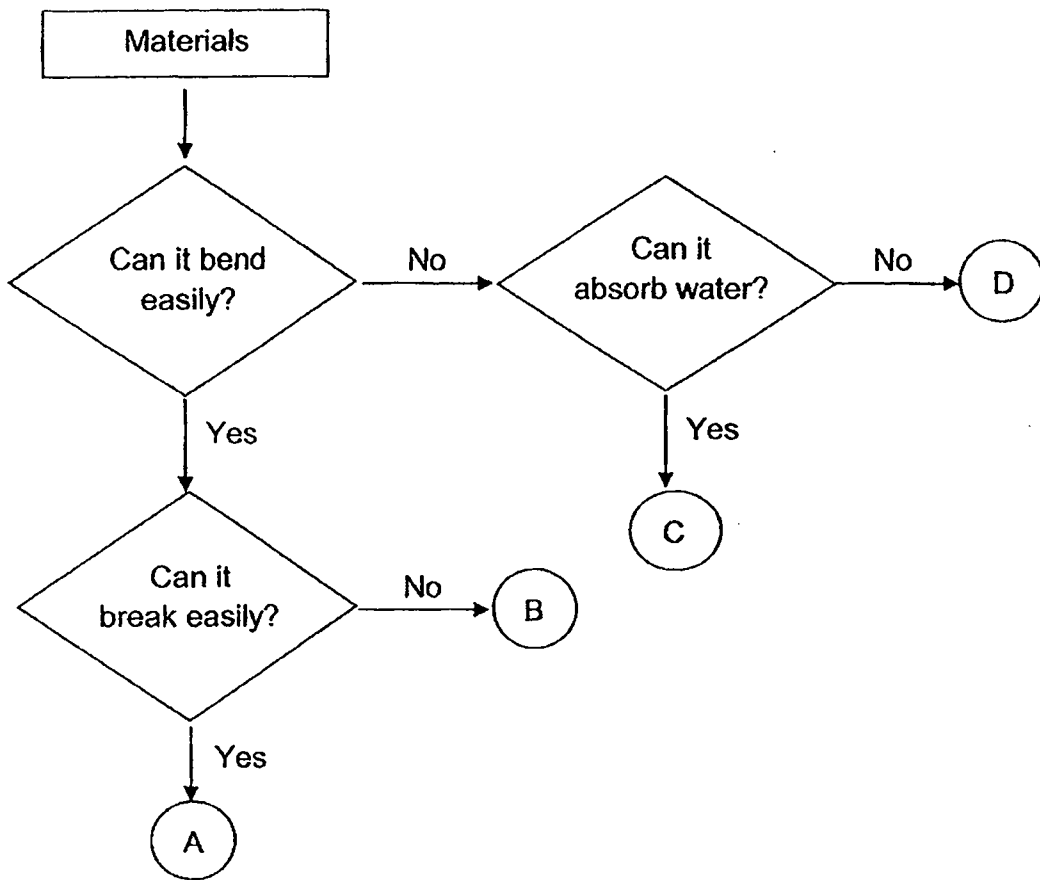 Materials
Can it bend
easily?
No
Can it
absorb water?
No
D
Yes
Yes
C
Can it
break easily?
No
B
Yes
A